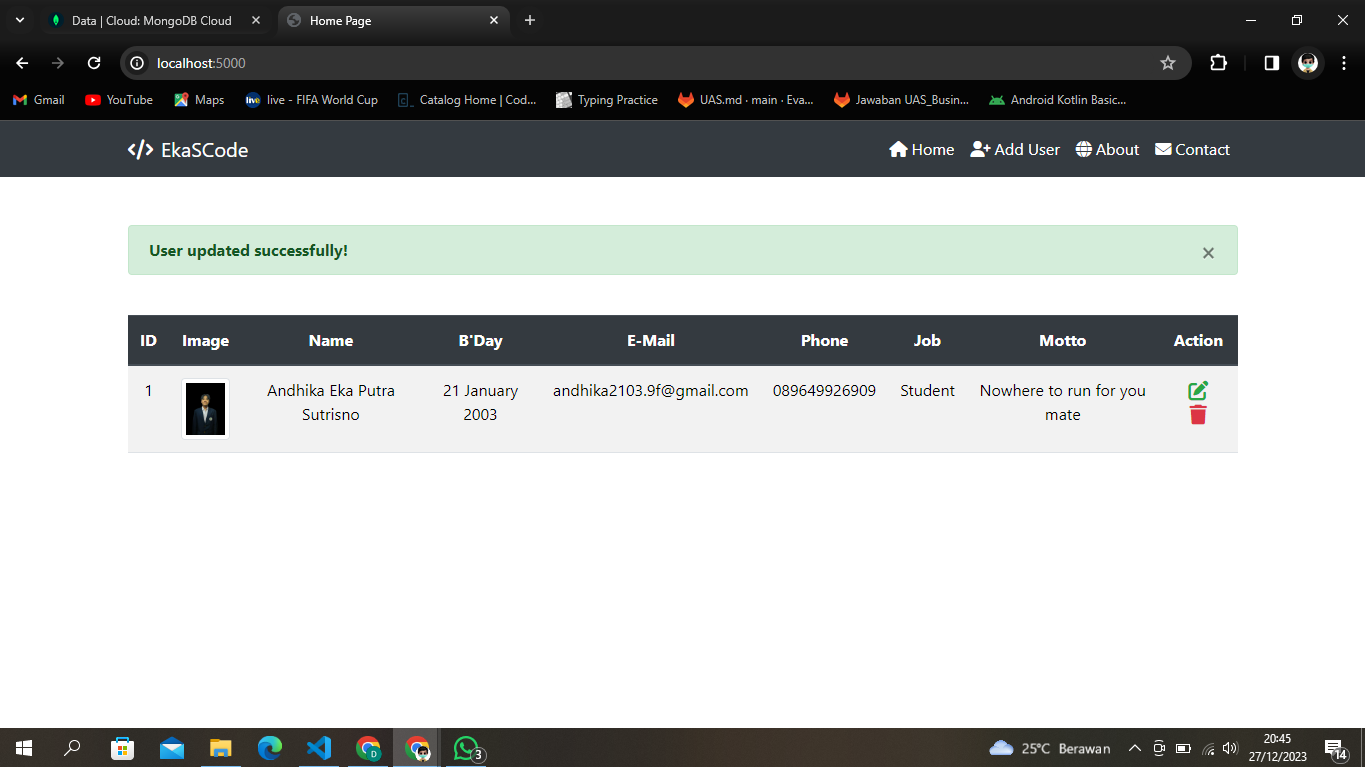 Data | Cloud: MongoDB Cloud
Home Page
localhost:5000
Gmail
YouTube
Maps
live - FIFA World Cup
Catalog Home | Cod...
Typing Practice
UAS.md · main · Eva...
Jawaban UAS_Busin...
Android Kotlin Basic...
</> EkaSCode
Home
Add User
About
Contact
User updated successfully!
×
ID Image Name B'Day E-Mail Phone Job Motto Action
1 Andhika Eka Putra 21 January andhika2103.9f@gmail.com 089649926909 Student Nowhere to run for you
Sutrisno 2003 mate
25°C Berawan
20:45
27/12/2023
3
14